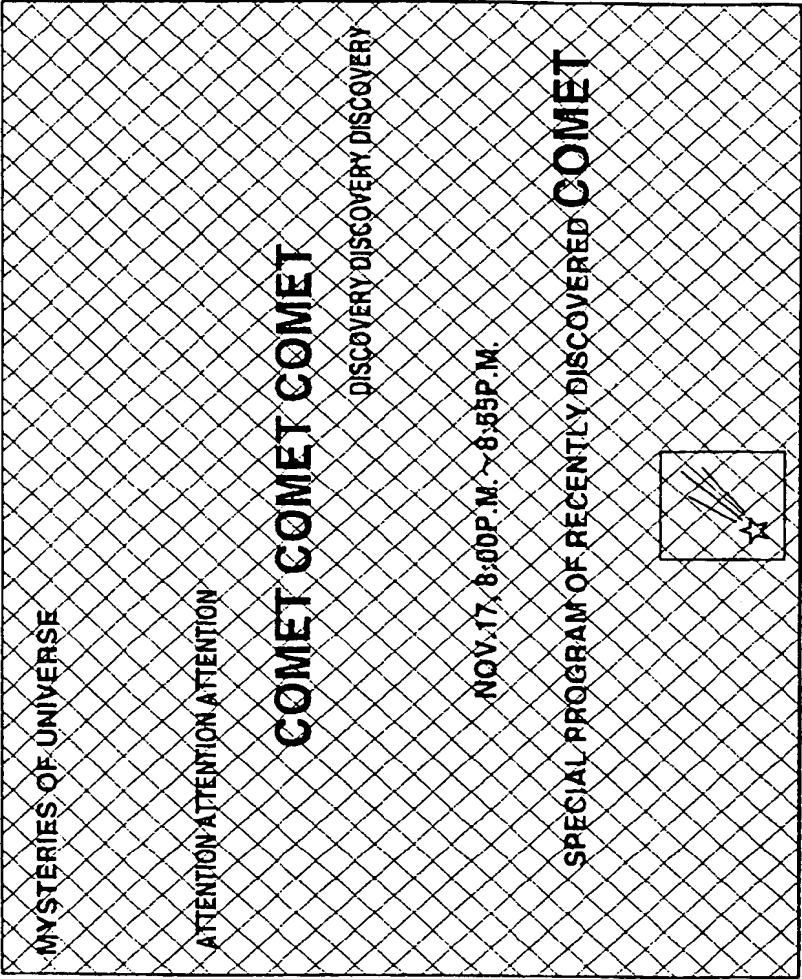 MYSTERIES OF UNIVERSE
ATTENTION ATTENTION ATTENTION
COMET COMET COMET
DISCOVERY DISCOVERY DISCOVERY
NOV.17, 8:00P.M.~8:55P.M.
SPECIAL PROGRAM OF RECENTLY DISCOVERED COMET